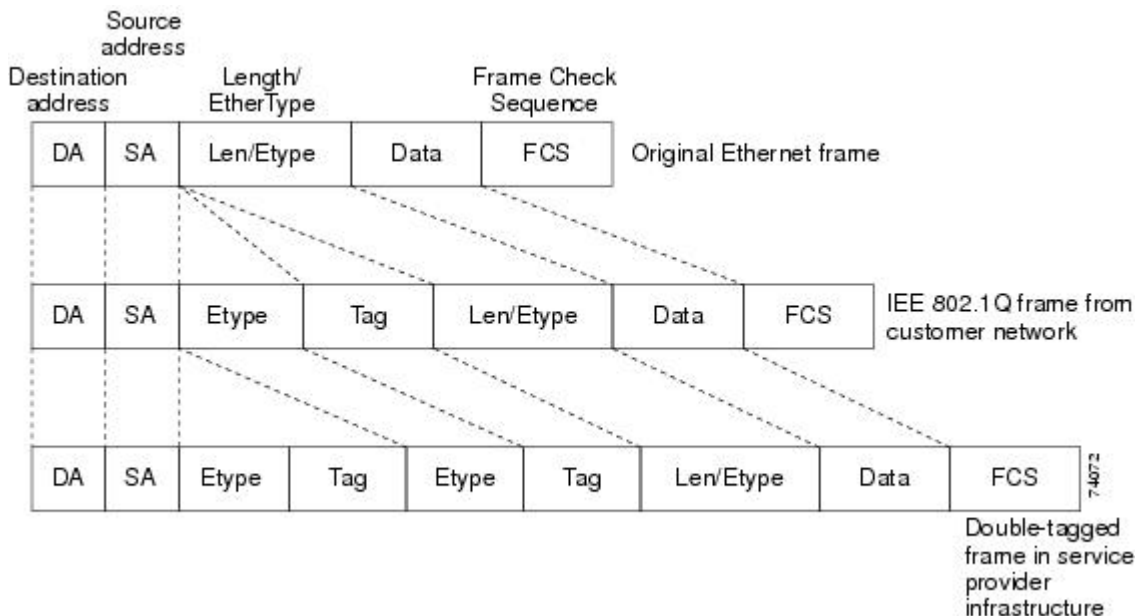 Source
address
Destination
address
Length/
EtherType
Frame Check
Sequence
DA SA Len/Etype Data FCS Original Ethernet frame
DA SA Etype Tag Len/Etype Data FCS
IEE 802.1Q frame from
customer network
DA SA Etype Tag Etype Tag Len/Etype Data FCS
74072
Double-tagged
frame in service
provider
infrastructure